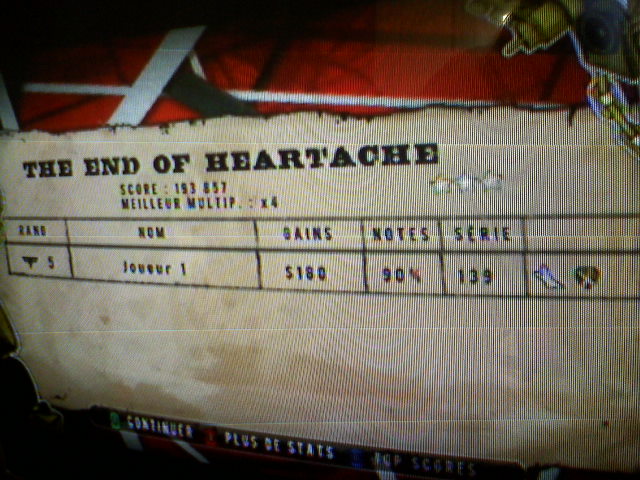 THE END OF HEARTACHE
SCORE : 193 857
MEILLEUR MULTIP. : x4
RANG NOM GAINS NOTES SÉRIE
5 Joueur 1 $180 90% 139
CONTINUER PLUS DE STATS TOP SCORES